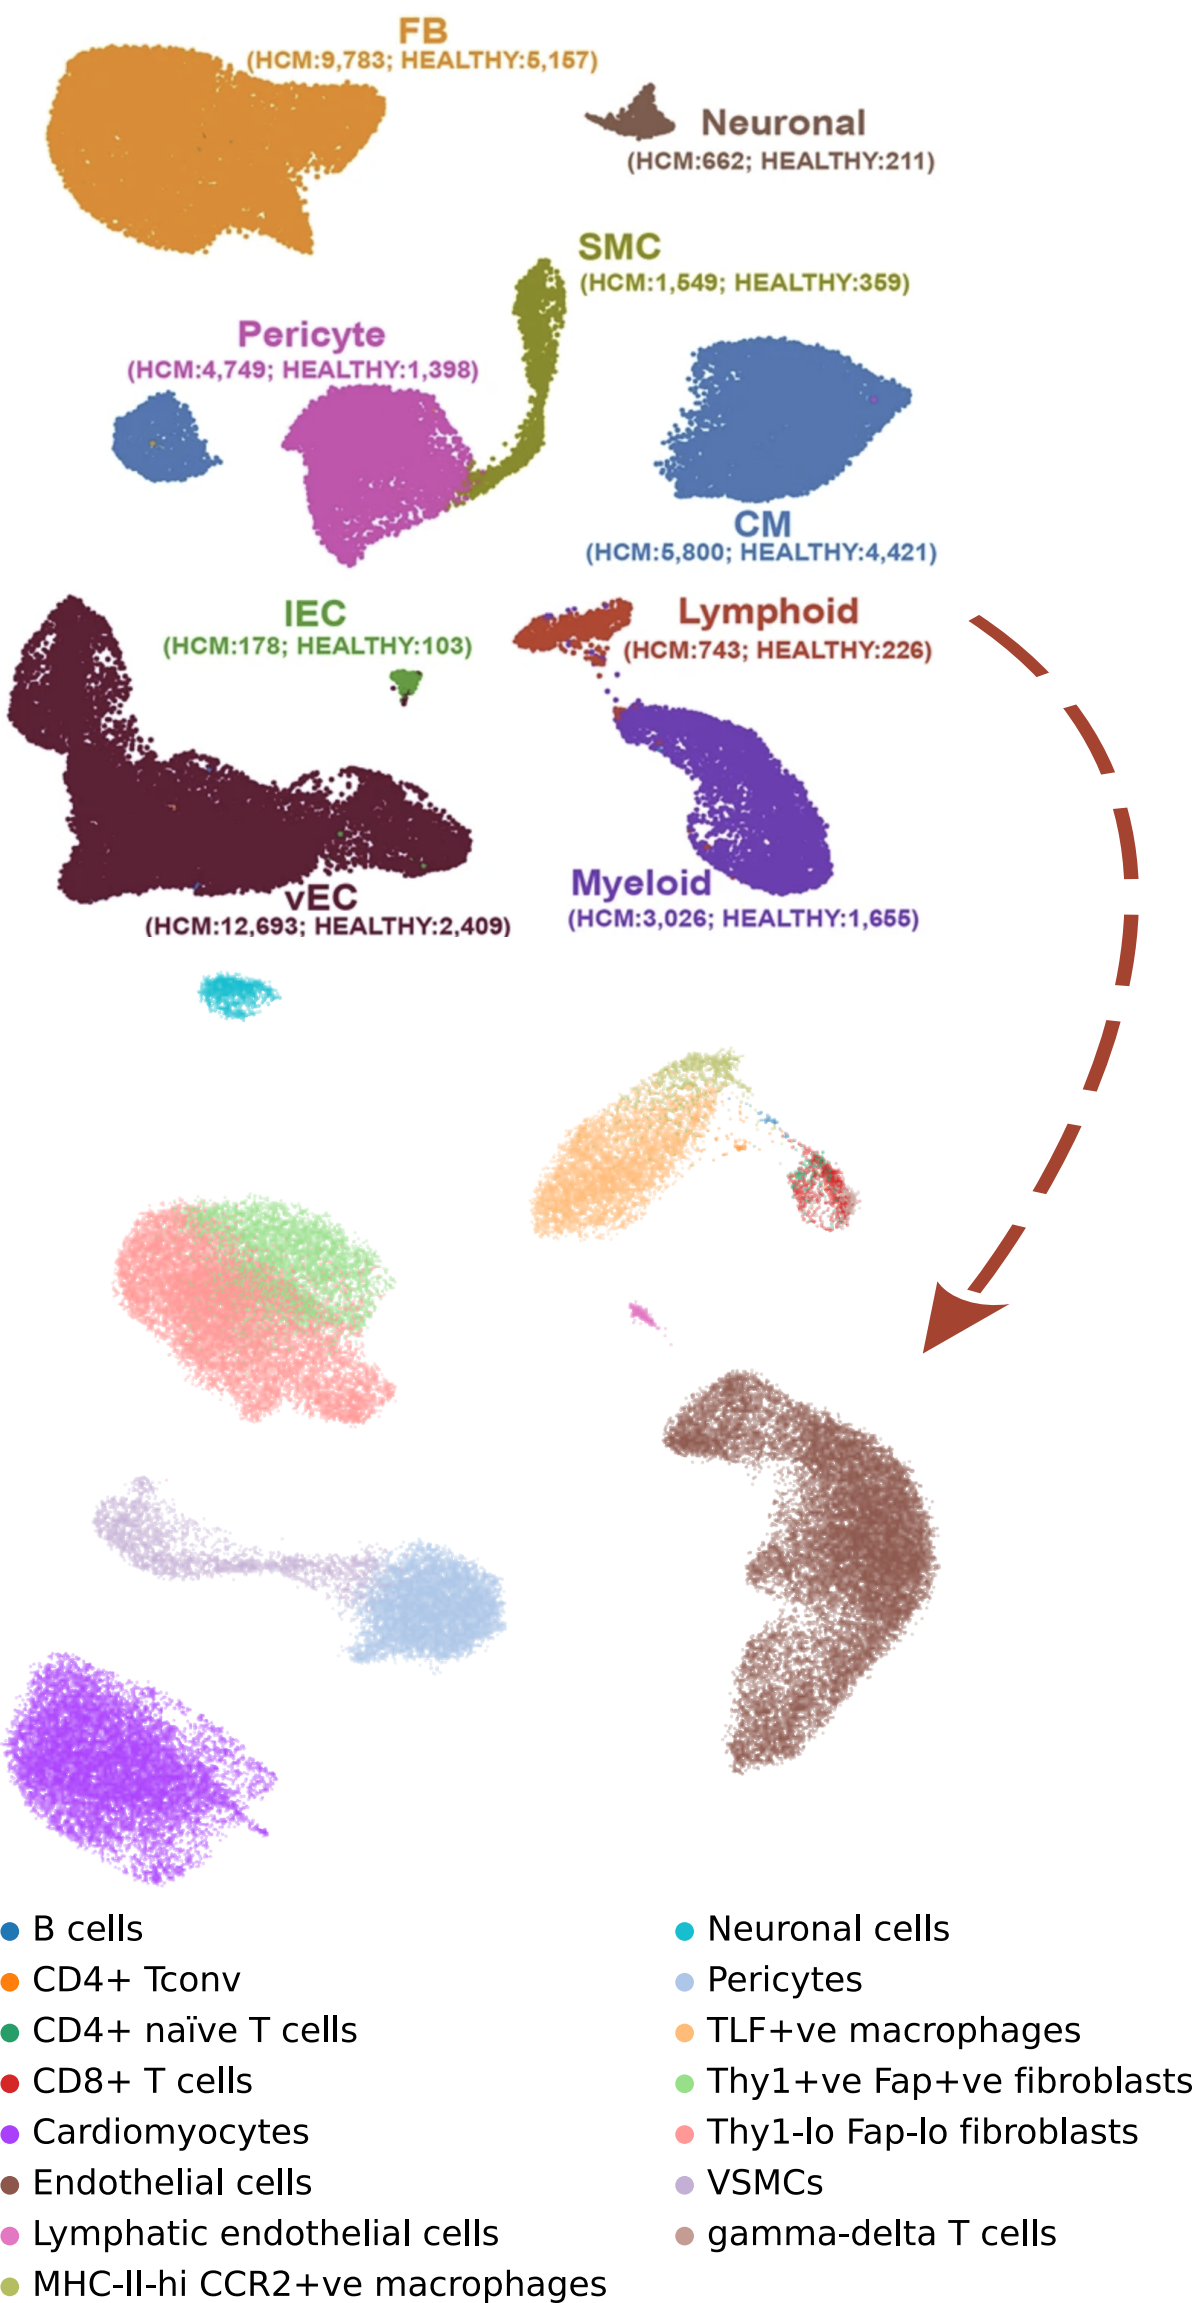 FB
(HCM:9,783; HEALTHY:5,157)
Neuronal
(HCM:662; HEALTHY:211)
SMC
(HCM:1,549; HEALTHY:359)
Pericyte
(HCM:4,749; HEALTHY:1,398)
CM
(HCM:5,800; HEALTHY:4,421)
IEC
(HCM:178; HEALTHY:103)
Lymphoid
(HCM:743; HEALTHY:226)
Myeloid
(HCM:3,026; HEALTHY:1,655)
vEC
(HCM:12,693; HEALTHY:2,409)
B cells
CD4+ Tconv
CD4+ naïve T cells
CD8+ T cells
Cardiomyocytes
Endothelial cells
Lymphatic endothelial cells
MHC-II-hi CCR2+ve macrophages
Neuronal cells
Pericytes
TLF+ve macrophages
Thy1+ve Fap+ve fibroblasts
Thy1-lo Fap-lo fibroblasts
VSMCs
gamma-delta T cells